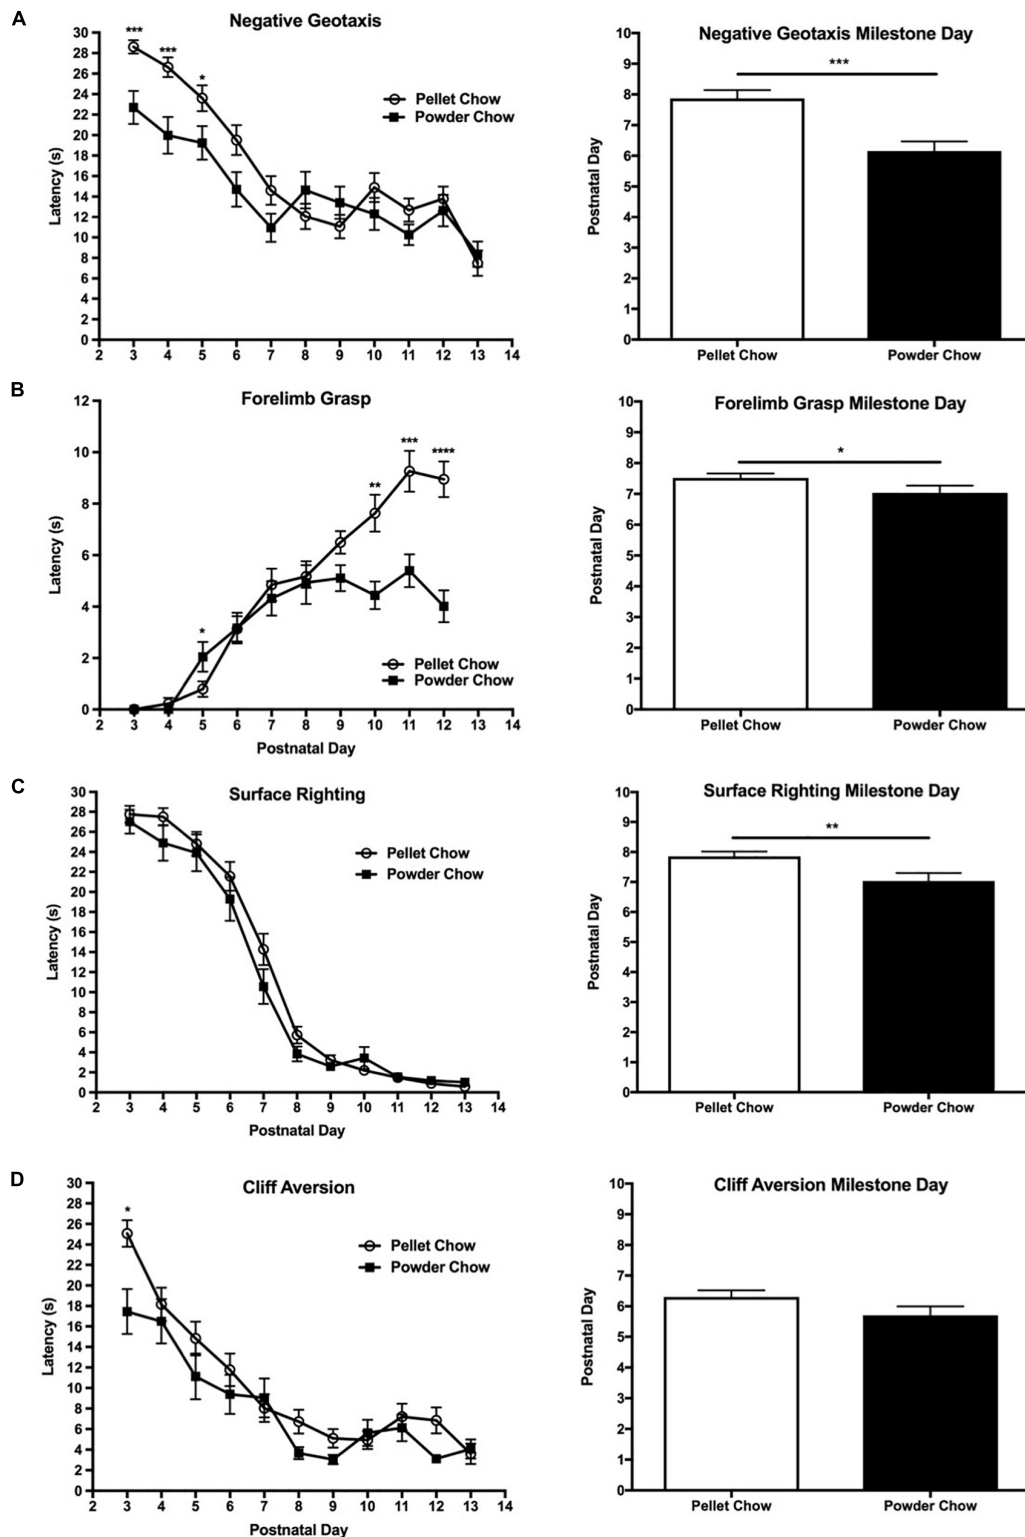 A
Negative Geotaxis
***
***
*
30
28
26
24
22
20
18
16
14
12
10
8
6
4
2
0
Latency (s)
Pellet Chow
Powder Chow
2 3 4 5 6 7 8 9 10 11 12 13 14
Negative Geotaxis Milestone Day
***
10
9
8
7
6
5
4
3
2
1
0
Postnatal Day
Pellet Chow Powder Chow
B
Forelimb Grasp
*
**
***
****
12
10
8
6
4
2
0
Latency (s)
Pellet Chow
Powder Chow
2 3 4 5 6 7 8 9 10 11 12 13 14
Postnatal Day
Forelimb Grasp Milestone Day
*
10
9
8
7
6
5
4
3
2
1
0
Postnatal Day
Pellet Chow Powder Chow
C
Surface Righting
30
28
26
24
22
20
18
16
14
12
10
8
6
4
2
0
Latency (s)
Pellet Chow
Powder Chow
2 3 4 5 6 7 8 9 10 11 12 13 14
Postnatal Day
Surface Righting Milestone Day
**
10
9
8
7
6
5
4
3
2
1
0
Postnatal Day
Pellet Chow Powder Chow
D
Cliff Aversion
*
30
28
26
24
22
20
18
16
14
12
10
8
6
4
2
0
Latency (s)
Pellet Chow
Powder Chow
2 3 4 5 6 7 8 9 10 11 12 13 14
Postnatal Day
Cliff Aversion Milestone Day
10
9
8
7
6
5
4
3
2
1
0
Postnatal Day
Pellet Chow Powder Chow